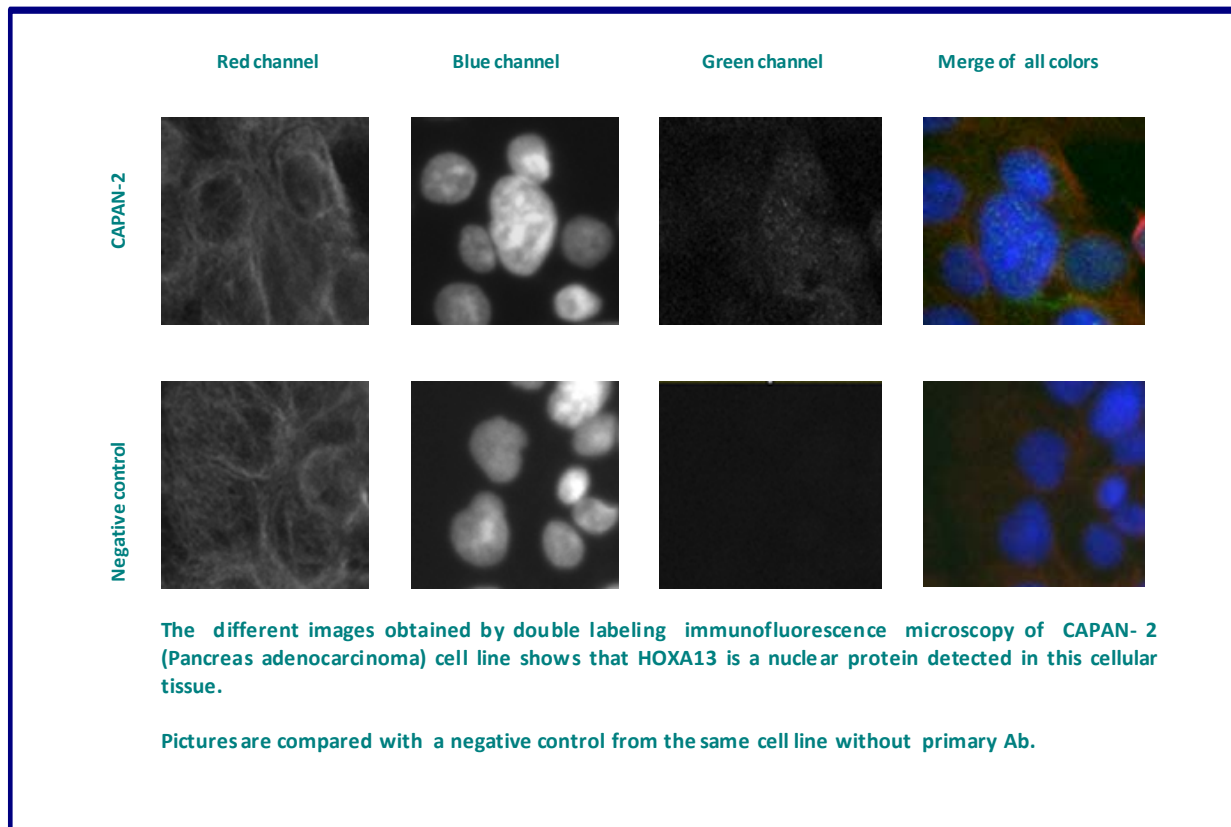 Red channel Blue channel Green channel Merge of all colors
CAPAN-2
Negative control
The different images obtained by double labeling immunofluorescence microscopy of CAPAN- 2
(Pancreas adenocarcinoma) cell line shows that HOXA13 is a nuclear protein detected in this cellular
tissue.
Pictures are compared with a negative control from the same cell line without primary Ab.